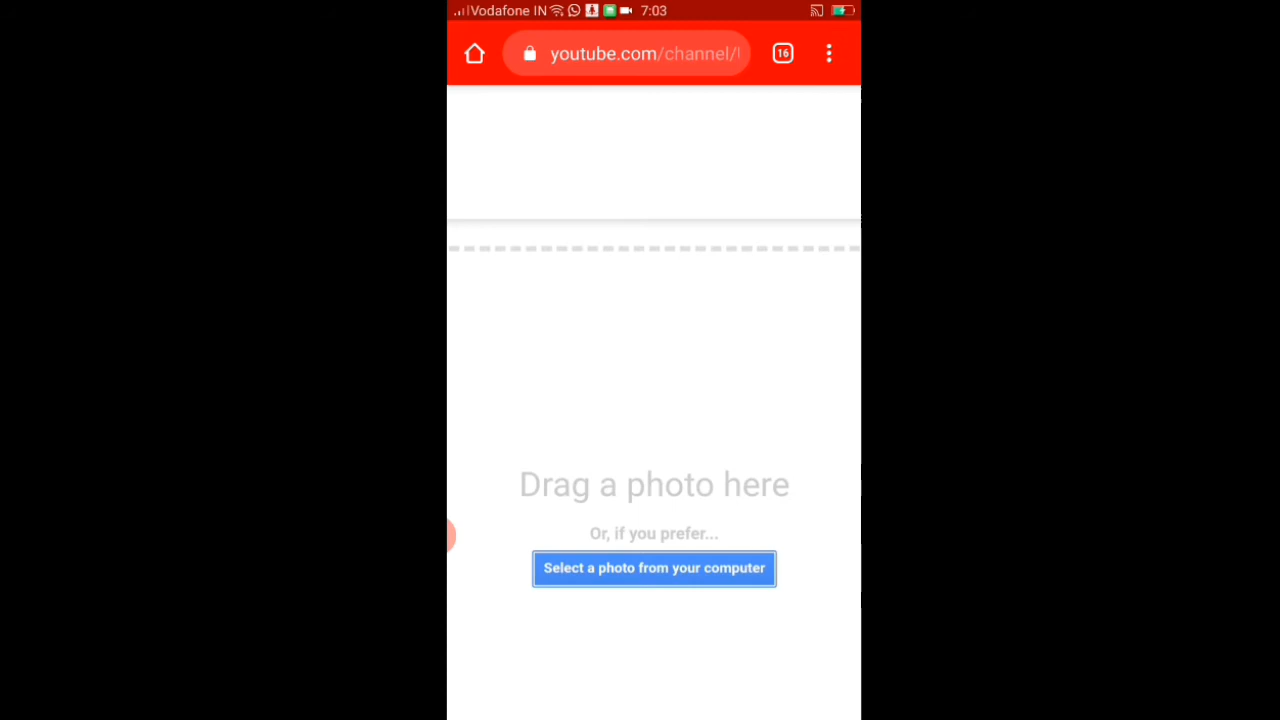 Vodafone IN 7:03
youtube.com/channel/ 16
Drag a photo here
Or, if you prefer...
Select a photo from your computer